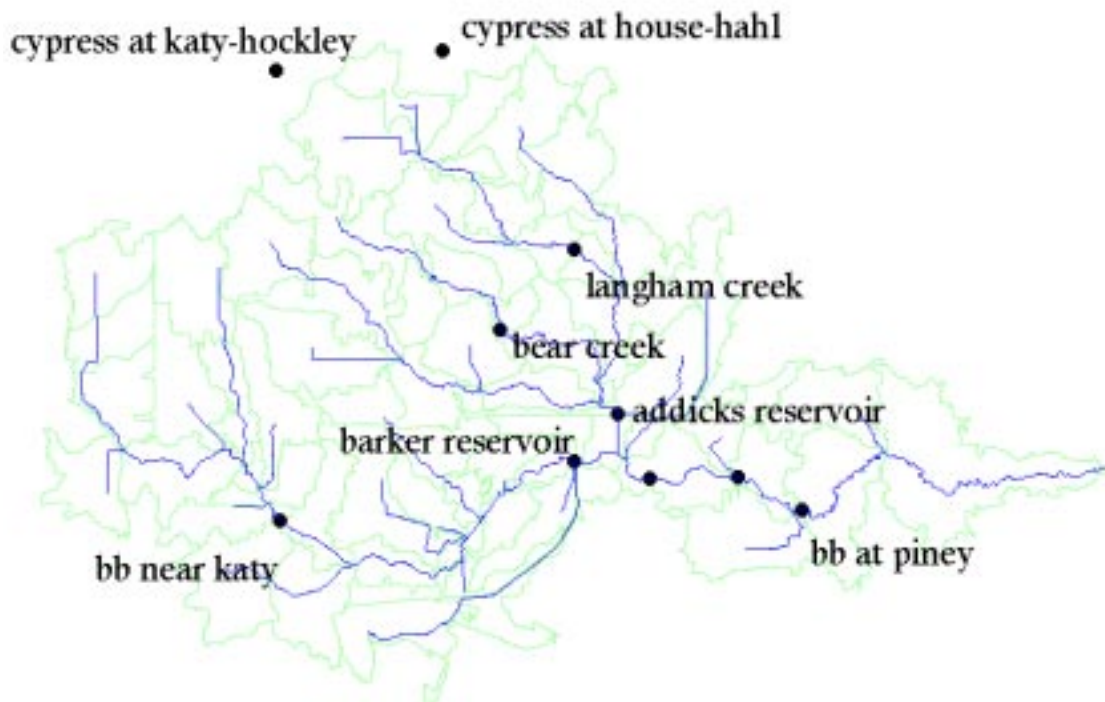 cypress at katy-hockley
cypress at house-hahl
langham creek
bear creek
addicks reservoir
barker reservoir
bb near katy
bb at piney